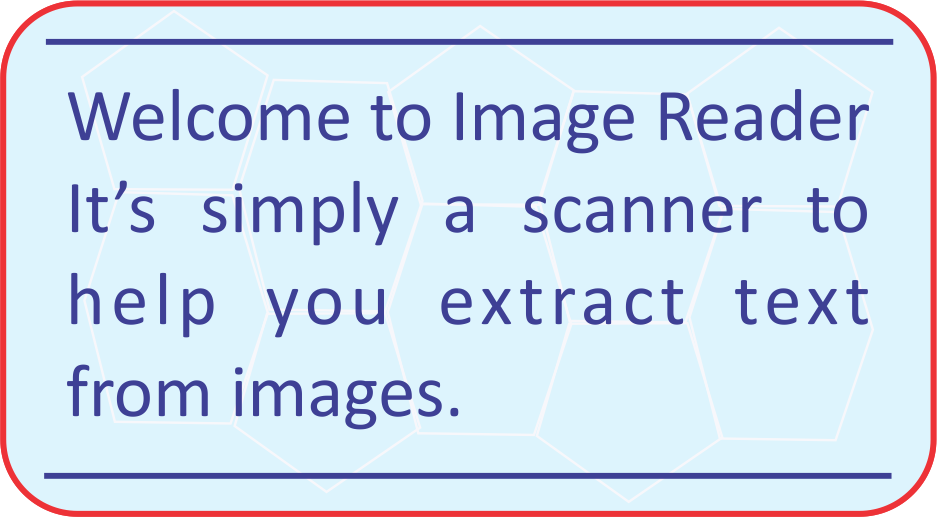 Welcome to Image Reader
It’s simply a scanner to
help you extract text
from images.